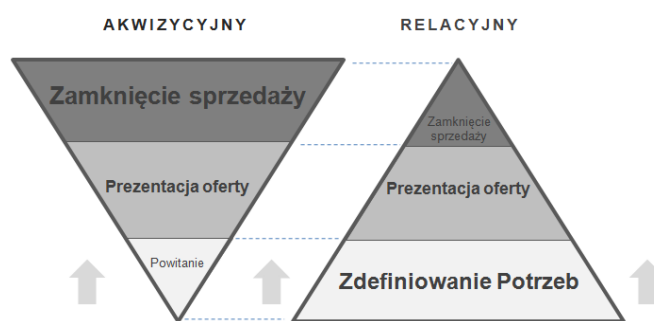 AKWIZYCYJNY
RELACYJNY
Zamknięcie sprzedaży
Prezentacja oferty
Powitanie
Zamknięcie
sprzedaży
Prezentacja oferty
Zdefiniowanie Potrzeb